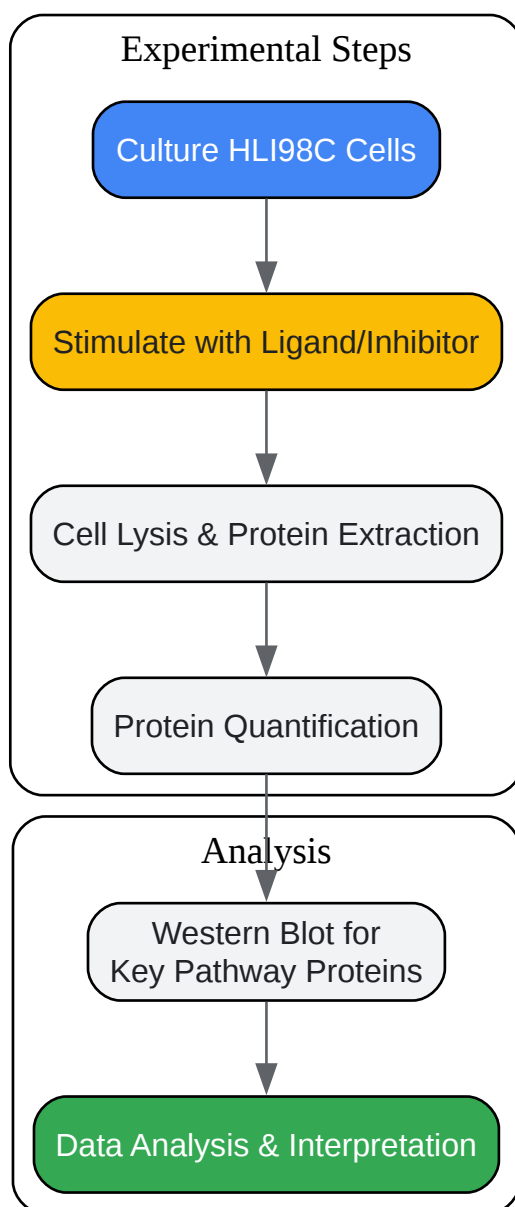 Experimental Steps
Culture HLI98C Cells
Stimulate with Ligand/Inhibitor
Cell Lysis & Protein Extraction
Protein Quantification
Analysis
Western Blot for
Key Pathway Proteins
Data Analysis & Interpretation